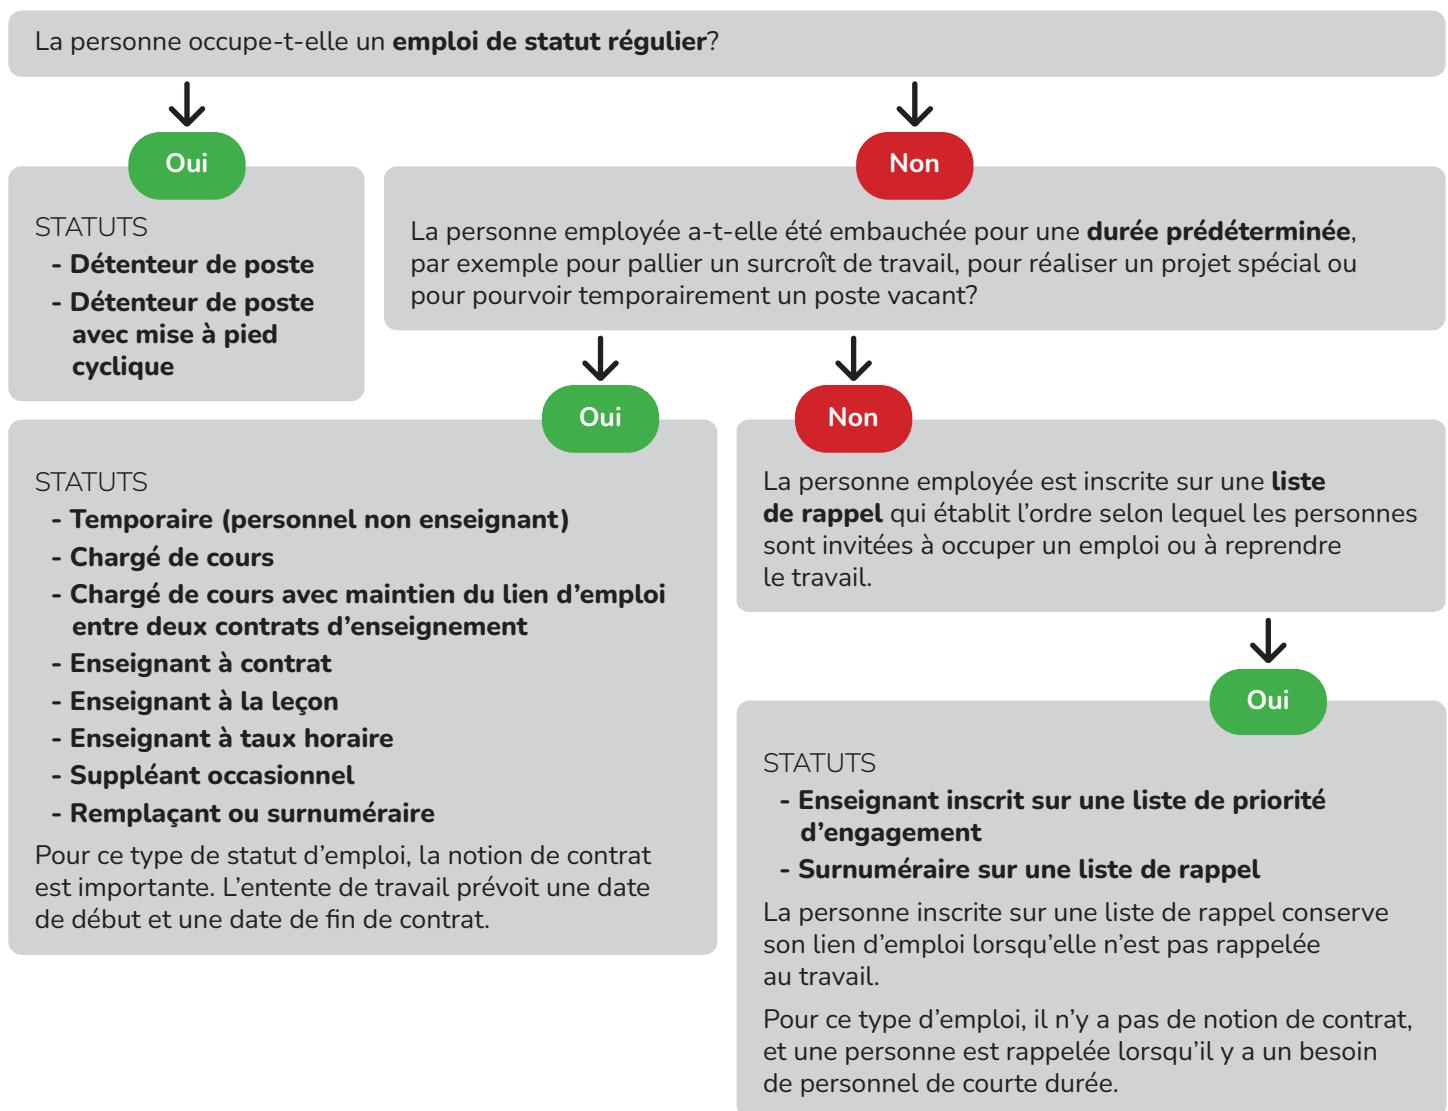 La personne occupe-t-elle un emploi de statut régulier?
Oui
STATUTS
- Détenteur de poste
- Détenteur de poste
avec mise à pied
cyclique
Non
La personne employée a-t-elle été embauchée pour une durée prédéterminée,
par exemple pour pallier un surcroît de travail, pour réaliser un projet spécial ou
pour pourvoir temporairement un poste vacant?
Oui
STATUTS
- Temporaire (personnel non enseignant)
- Chargé de cours
- Chargé de cours avec maintien du lien d’emploi
entre deux contrats d’enseignement
- Enseignant à contrat
- Enseignant à la leçon
- Enseignant à taux horaire
- Suppléant occasionnel
- Remplaçant ou surnuméraire
Pour ce type de statut d’emploi, la notion de contrat
est importante. L’entente de travail prévoit une date
de début et une date de fin de contrat.
Non
La personne employée est inscrite sur une liste
de rappel qui établit l’ordre selon lequel les personnes
sont invitées à occuper un emploi ou à reprendre
le travail.
Oui
STATUTS
- Enseignant inscrit sur une liste de priorité
d’engagement
- Surnuméraire sur une liste de rappel
La personne inscrite sur une liste de rappel conserve
son lien d’emploi lorsqu’elle n’est pas rappelée
au travail.
Pour ce type d’emploi, il n’y a pas de notion de contrat,
et une personne est rappelée lorsqu’il y a un besoin
de personnel de courte durée.